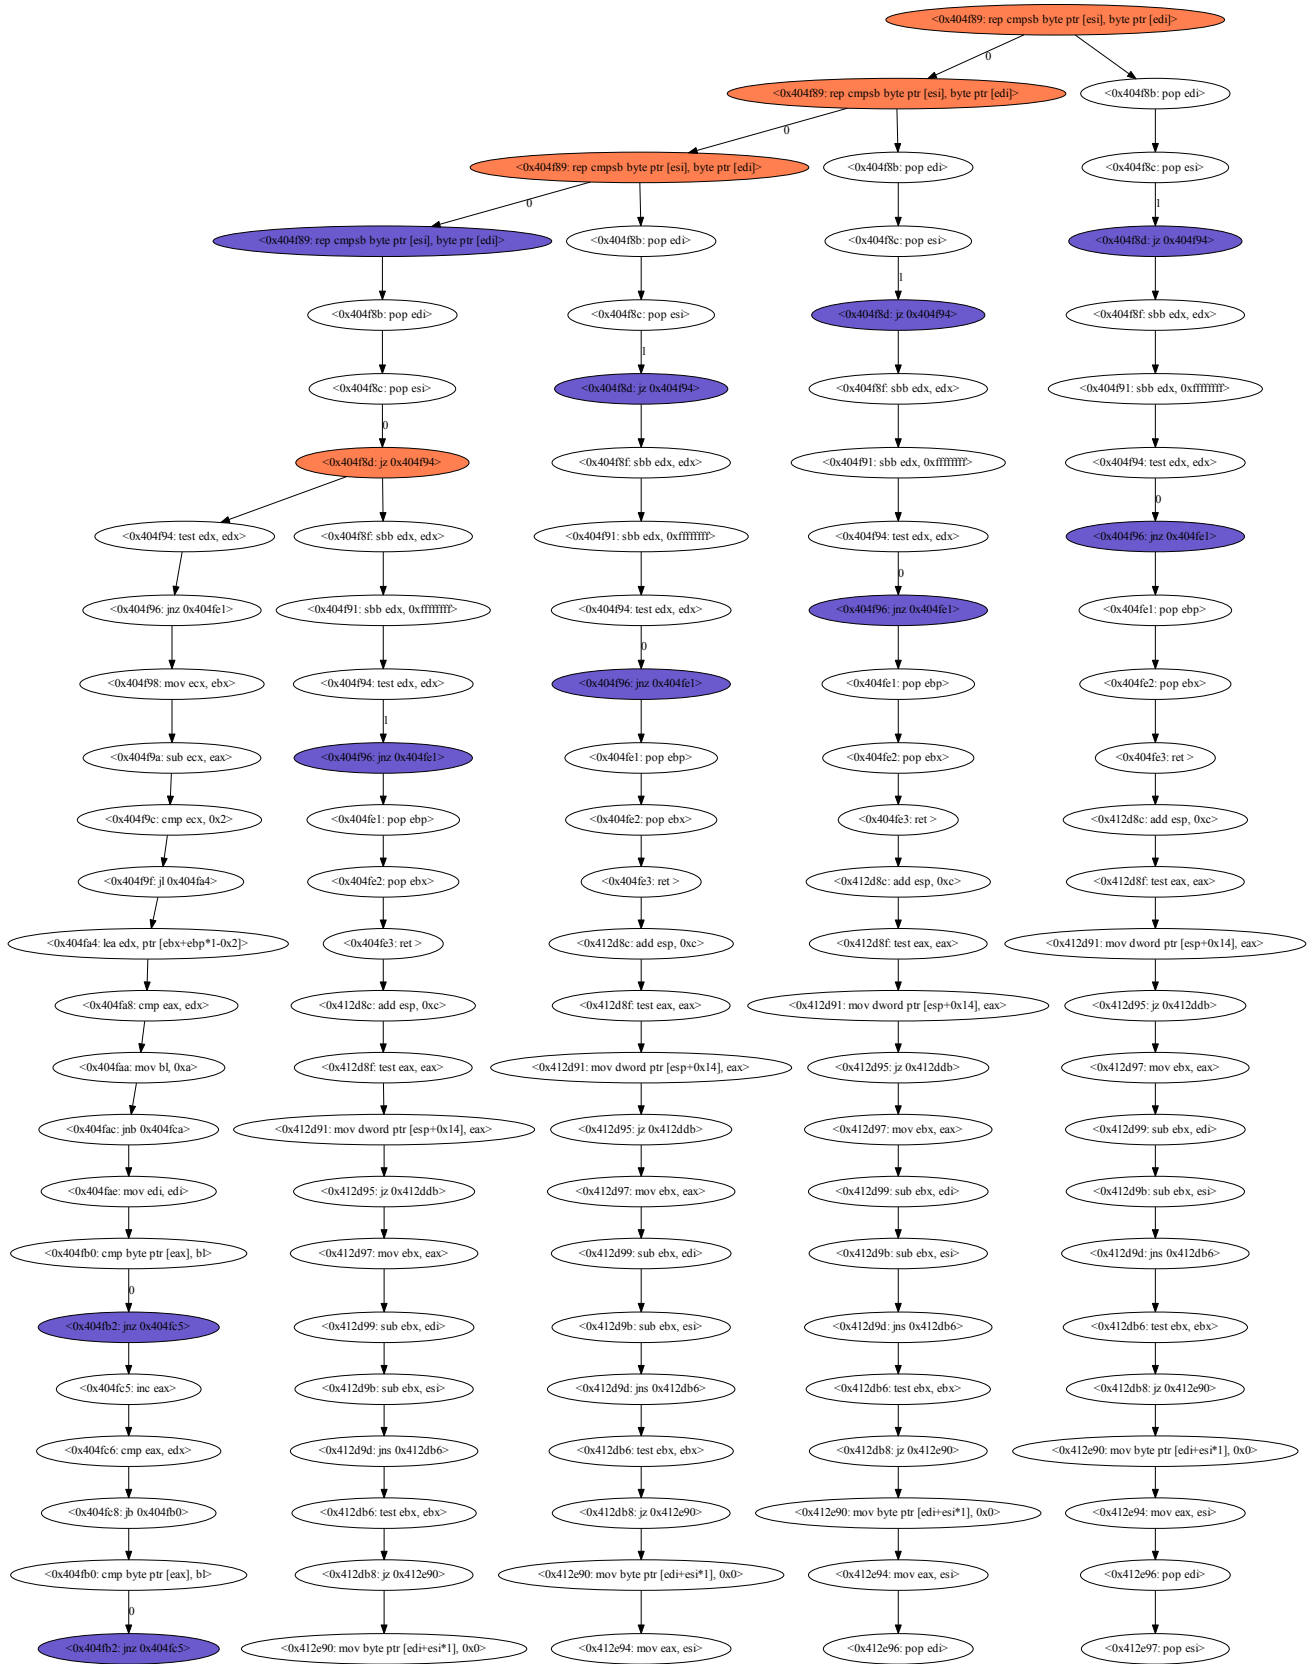 <0x404f89: rep cmpsb byte ptr [esi], byte ptr [edi]>
0
<0x404f89: rep cmpsb byte ptr [esi], byte ptr [edi]> <0x404f8b: pop edi>
0
<0x404f89: rep cmpsb byte ptr [esi], byte ptr [edi]> <0x404f8b: pop edi> <0x404f8c: pop esi>
0 1
<0x404f89: rep cmpsb byte ptr [esi], byte ptr [edi]> <0x404f8b: pop edi> <0x404f8c: pop esi> <0x404f8d: jz 0x404f94>
1
<0x404f8b: pop edi> <0x404f8c: pop esi> <0x404f8d: jz 0x404f94> <0x404f8f: sbb edx, edx>
1
<0x404f8c: pop esi> <0x404f8d: jz 0x404f94> <0x404f8f: sbb edx, edx> <0x404f91: sbb edx, 0xffffffff>
0
<0x404f8d: jz 0x404f94> <0x404f8f: sbb edx, edx> <0x404f91: sbb edx, 0xffffffff> <0x404f94: test edx, edx>
0
<0x404f94: test edx, edx> <0x404f8f: sbb edx, edx> <0x404f91: sbb edx, 0xffffffff> <0x404f94: test edx, edx> <0x404f96: jnz 0x404fe1>
0
<0x404f96: jnz 0x404fe1> <0x404f91: sbb edx, 0xffffffff> <0x404f94: test edx, edx> <0x404f96: jnz 0x404fe1> <0x404fe1: pop ebp>
0
<0x404f98: mov ecx, ebx> <0x404f94: test edx, edx> <0x404f96: jnz 0x404fe1> <0x404fe1: pop ebp> <0x404fe2: pop ebx>
1
<0x404f9a: sub ecx, eax> <0x404f96: jnz 0x404fe1> <0x404fe1: pop ebp> <0x404fe2: pop ebx> <0x404fe3: ret >
<0x404f9c: cmp ecx, 0x2> <0x404fe1: pop ebp> <0x404fe2: pop ebx> <0x404fe3: ret > <0x412d8c: add esp, 0xc>
<0x404f9f: jl 0x404fa4> <0x404fe2: pop ebx> <0x404fe3: ret > <0x412d8c: add esp, 0xc> <0x412d8f: test eax, eax>
<0x404fa4: lea edx, ptr [ebx+ebp*1-0x2]> <0x404fe3: ret > <0x412d8c: add esp, 0xc> <0x412d8f: test eax, eax> <0x412d91: mov dword ptr [esp+0x14], eax>
<0x404fa8: cmp eax, edx> <0x412d8c: add esp, 0xc> <0x412d8f: test eax, eax> <0x412d91: mov dword ptr [esp+0x14], eax> <0x412d95: jz 0x412ddb>
<0x404faa: mov bl, 0xa> <0x412d8f: test eax, eax> <0x412d91: mov dword ptr [esp+0x14], eax> <0x412d95: jz 0x412ddb> <0x412d97: mov ebx, eax>
<0x404fac: jnb 0x404fca> <0x412d91: mov dword ptr [esp+0x14], eax> <0x412d95: jz 0x412ddb> <0x412d97: mov ebx, eax> <0x412d99: sub ebx, edi>
<0x404fae: mov edi, edi> <0x412d95: jz 0x412ddb> <0x412d97: mov ebx, eax> <0x412d99: sub ebx, edi> <0x412d9b: sub ebx, esi>
<0x404fb0: cmp byte ptr [eax], bl> <0x412d97: mov ebx, eax> <0x412d99: sub ebx, edi> <0x412d9b: sub ebx, esi> <0x412d9d: jns 0x412db6>
0
<0x404fb2: jnz 0x404fc5> <0x412d99: sub ebx, edi> <0x412d9b: sub ebx, esi> <0x412d9d: jns 0x412db6> <0x412db6: test ebx, ebx>
<0x404fc5: inc eax> <0x412d9b: sub ebx, esi> <0x412d9d: jns 0x412db6> <0x412db6: test ebx, ebx> <0x412db8: jz 0x412e90>
<0x404fc6: cmp eax, edx> <0x412d9d: jns 0x412db6> <0x412db6: test ebx, ebx> <0x412db8: jz 0x412e90> <0x412e90: mov byte ptr [edi+esi*1], 0x0>
<0x404fc8: jb 0x404fb0> <0x412db6: test ebx, ebx> <0x412db8: jz 0x412e90> <0x412e90: mov byte ptr [edi+esi*1], 0x0> <0x412e94: mov eax, esi>
<0x404fb0: cmp byte ptr [eax], bl> <0x412db8: jz 0x412e90> <0x412e90: mov byte ptr [edi+esi*1], 0x0> <0x412e94: mov eax, esi> <0x412e96: pop edi>
0
<0x404fb2: jnz 0x404fc5> <0x412e90: mov byte ptr [edi+esi*1], 0x0> <0x412e94: mov eax, esi> <0x412e96: pop edi> <0x412e97: pop esi>